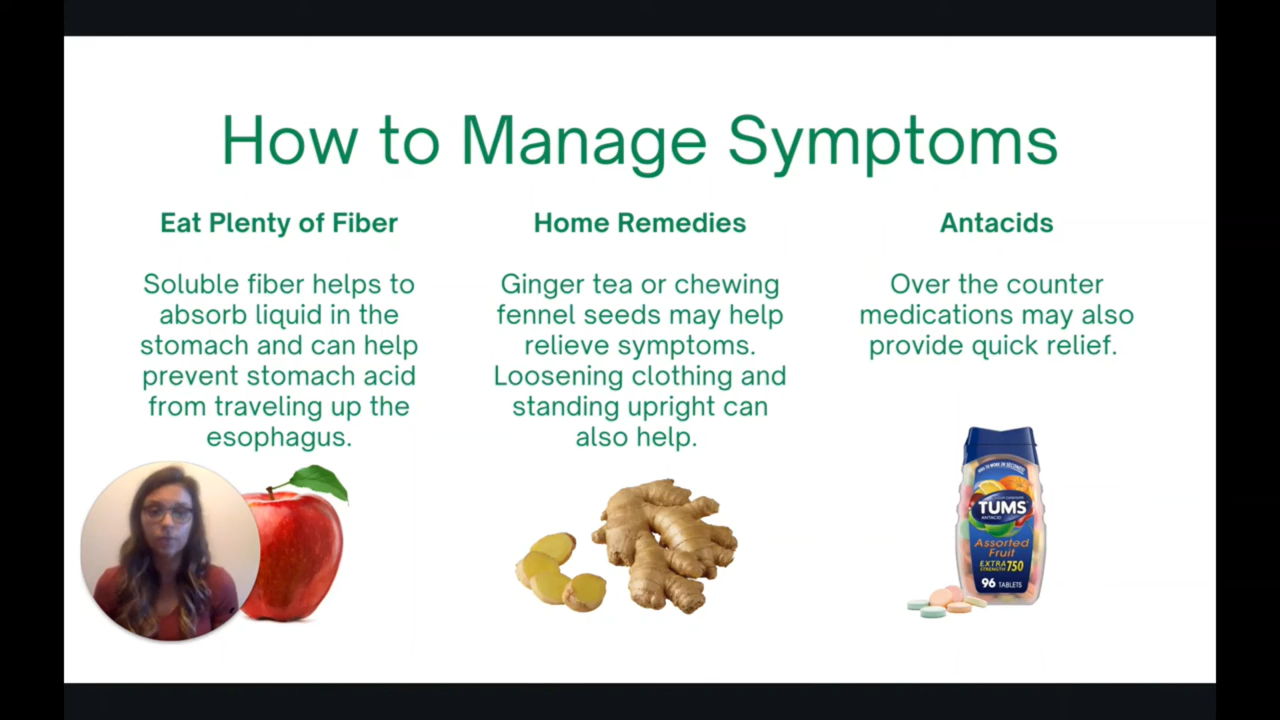 How to Manage Symptoms
Eat Plenty of Fiber
Soluble fiber helps to
absorb liquid in the
stomach and can help
prevent stomach acid
from traveling up the
esophagus.
Home Remedies
Ginger tea or chewing
fennel seeds may help
relieve symptoms.
Loosening clothing and
standing upright can
also help.
Antacids
Over the counter
medications may also
provide quick relief.
TUMS
ANTACID
Assorted
Fruit
EXTRA
STRENGTH 750
96 TABLETS